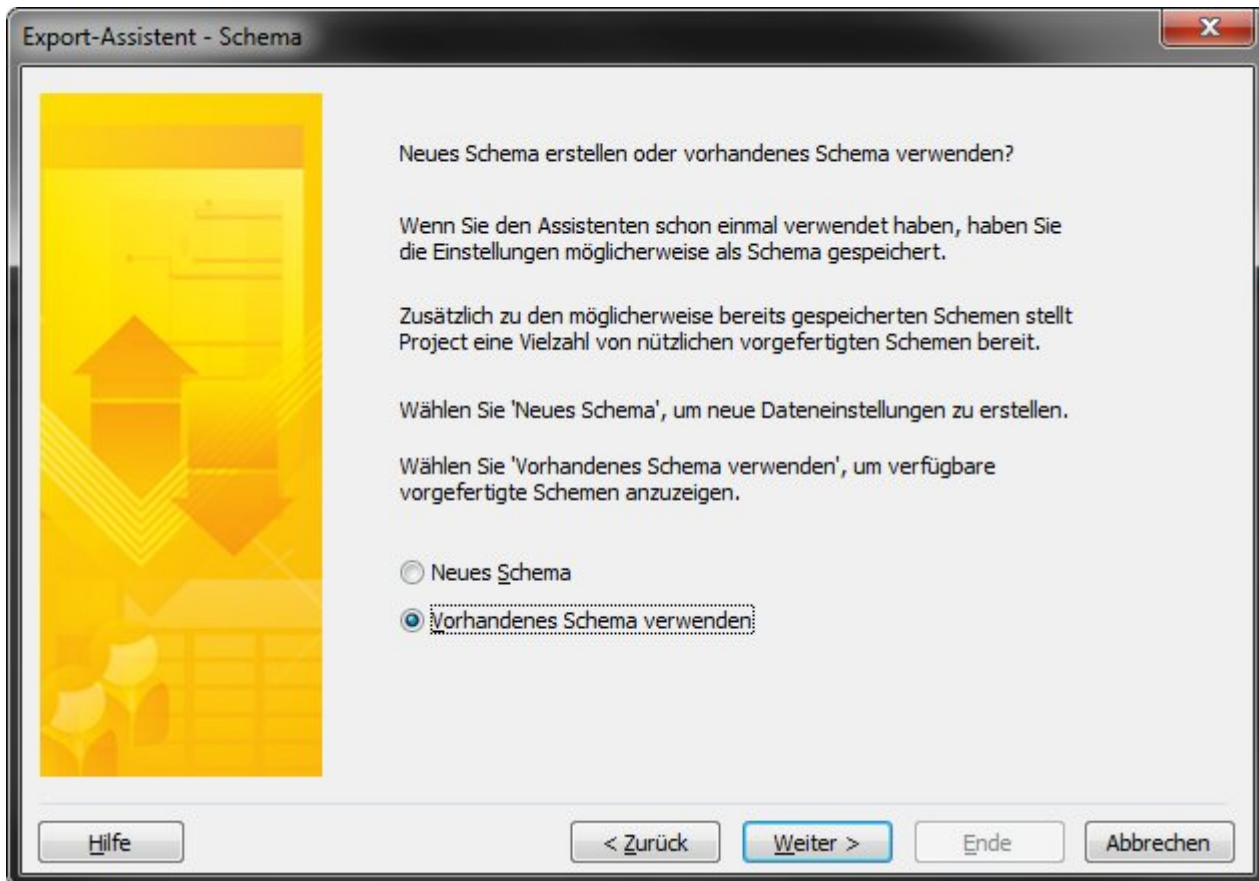 Export-Assistent - Schema
Neues Schema erstellen oder vorhandenes Schema verwenden?
Wenn Sie den Assistenten schon einmal verwendet haben, haben Sie
die Einstellungen möglicherweise als Schema gespeichert.
Zusätzlich zu den möglicherweise bereits gespeicherten Schemen stellt
Project eine Vielzahl von nützlichen vorgefertigten Schemen bereit.
Wählen Sie 'Neues Schema', um neue Dateneinstellungen zu erstellen.
Wählen Sie 'Vorhandenes Schema verwenden', um verfügbare
vorgefertigte Schemen anzuzeigen.
Neues Schema
Vorhandenes Schema verwenden
Hilfe < Zurück Weiter > Ende Abbrechen